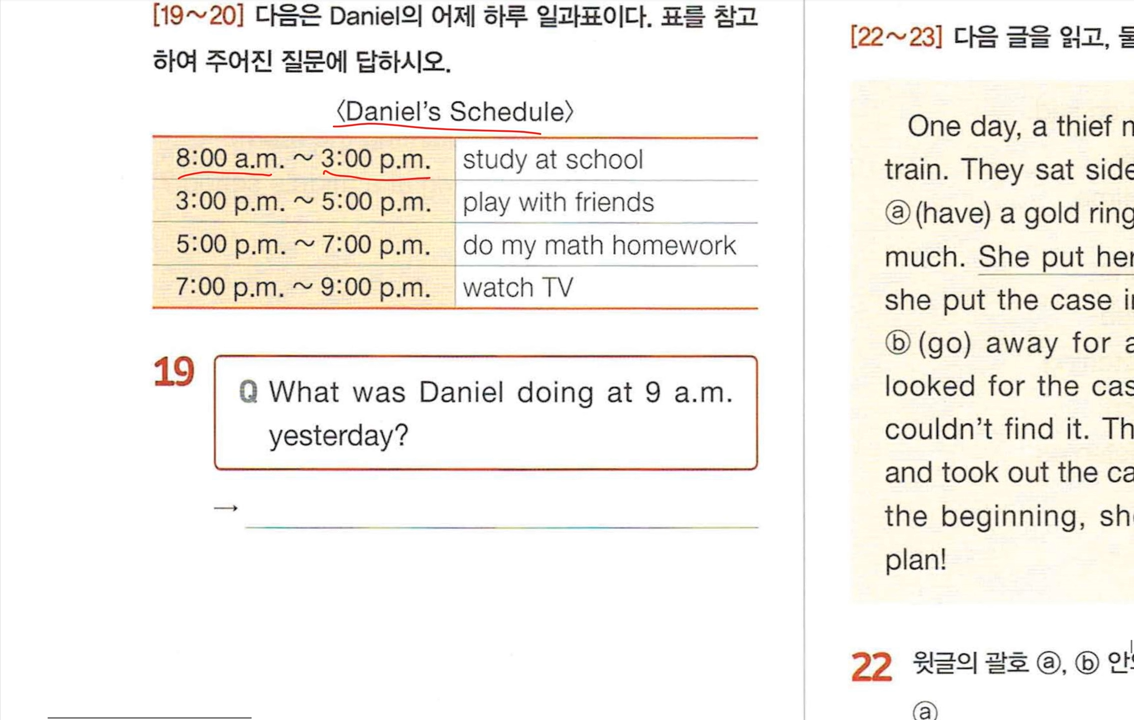 [19~20] 다음은 Daniel의 어제 하루 일과표이다. 표를 참고
하여 주어진 질문에 답하시오.
〈Daniel's Schedule〉
8:00 a.m. ~ 3:00 p.m. study at school
3:00 p.m. ~ 5:00 p.m. play with friends
5:00 p.m. ~ 7:00 p.m. do my math homework
7:00 p.m. ~ 9:00 p.m. watch TV
19
Q What was Daniel doing at 9 a.m.
yesterday?
→
[22~23] 다음 글을 읽고,
One day, a thief
train. They sat side
ⓐ (have) a gold ring
much. She put her
she put the case
ⓑ (go) away for
looked for the
couldn't find it.
and took out the
the beginning,
plan!
22 윗글의 괄호 ⓐ, ⓑ
ⓐ